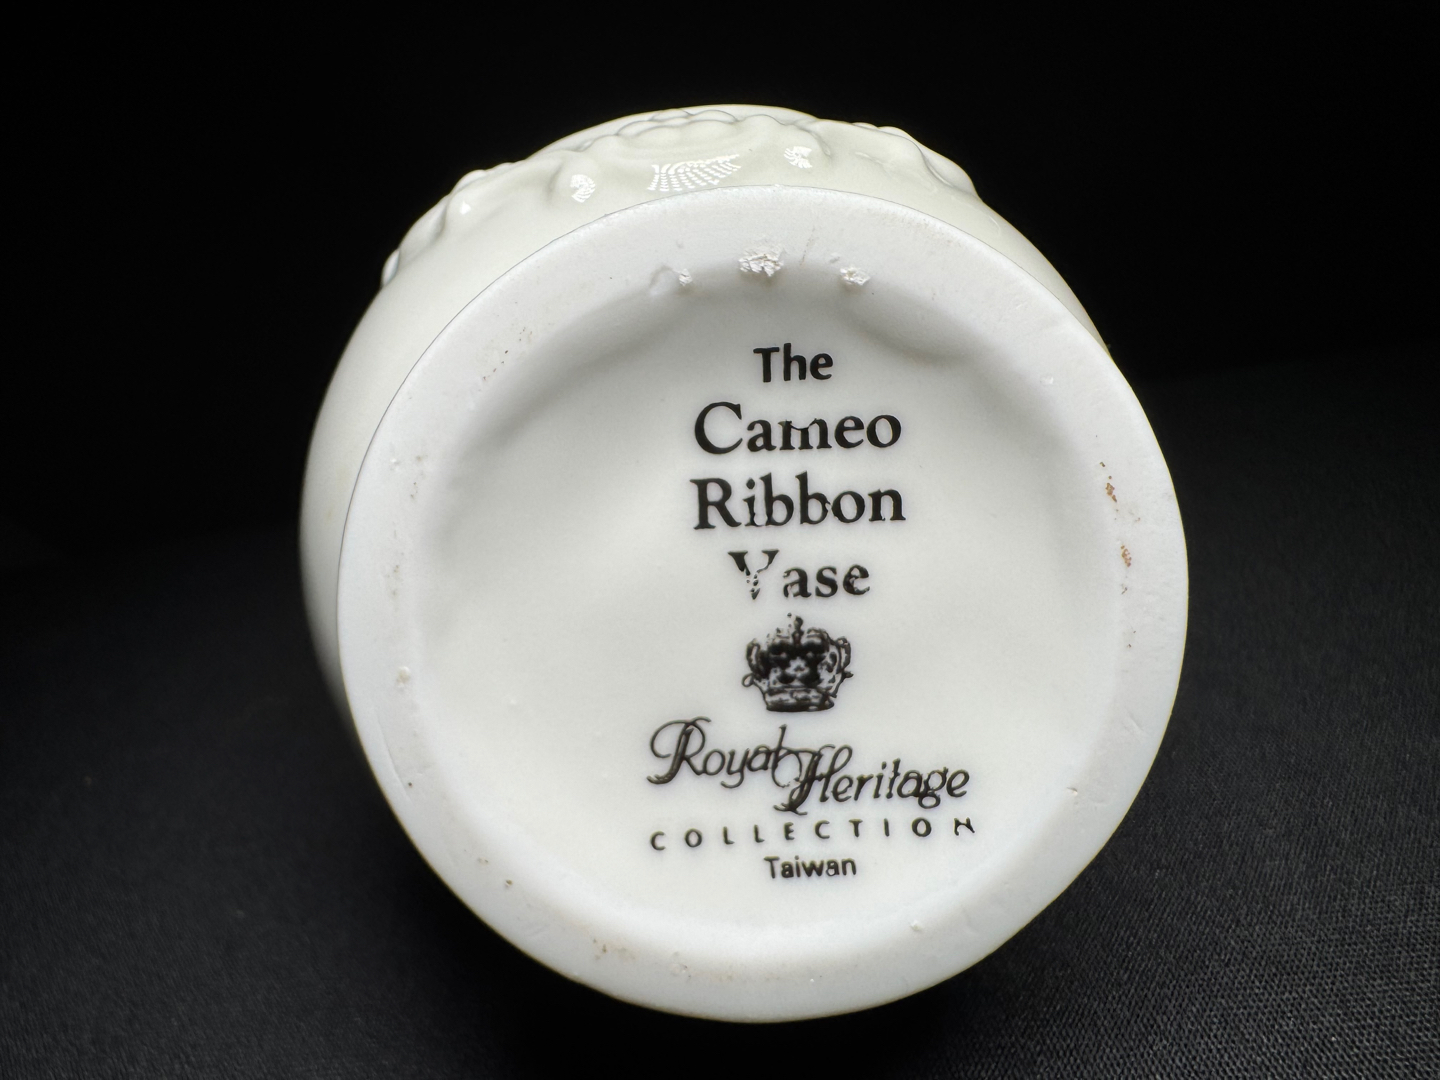 The
Cameo
Ribbon
Vase
Royal Heritage
COLLECTION
Taiwan